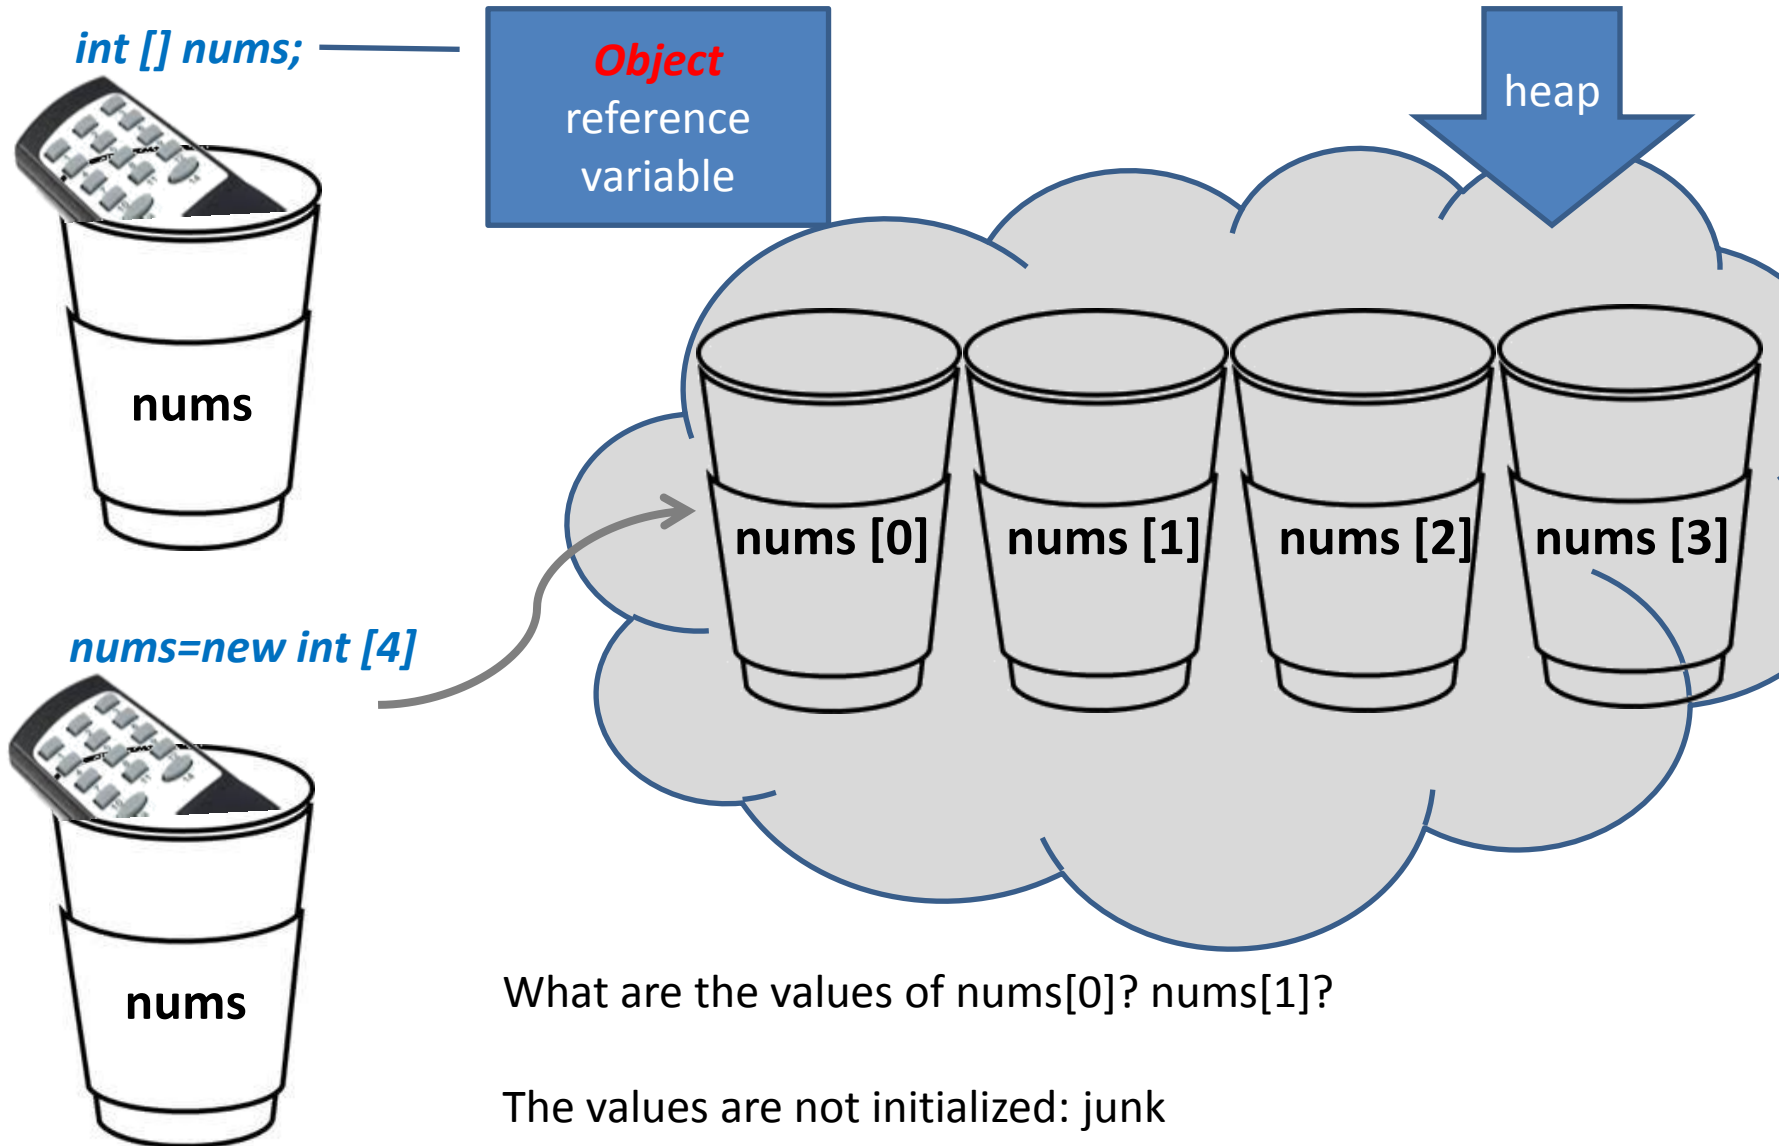 int [] nums;
Object
reference
variable
heap
nums
nums [0]
nums [1]
nums [2]
nums [3]
nums=new int [4]
nums
What are the values of nums[0]? nums[1]?
The values are not initialized: junk